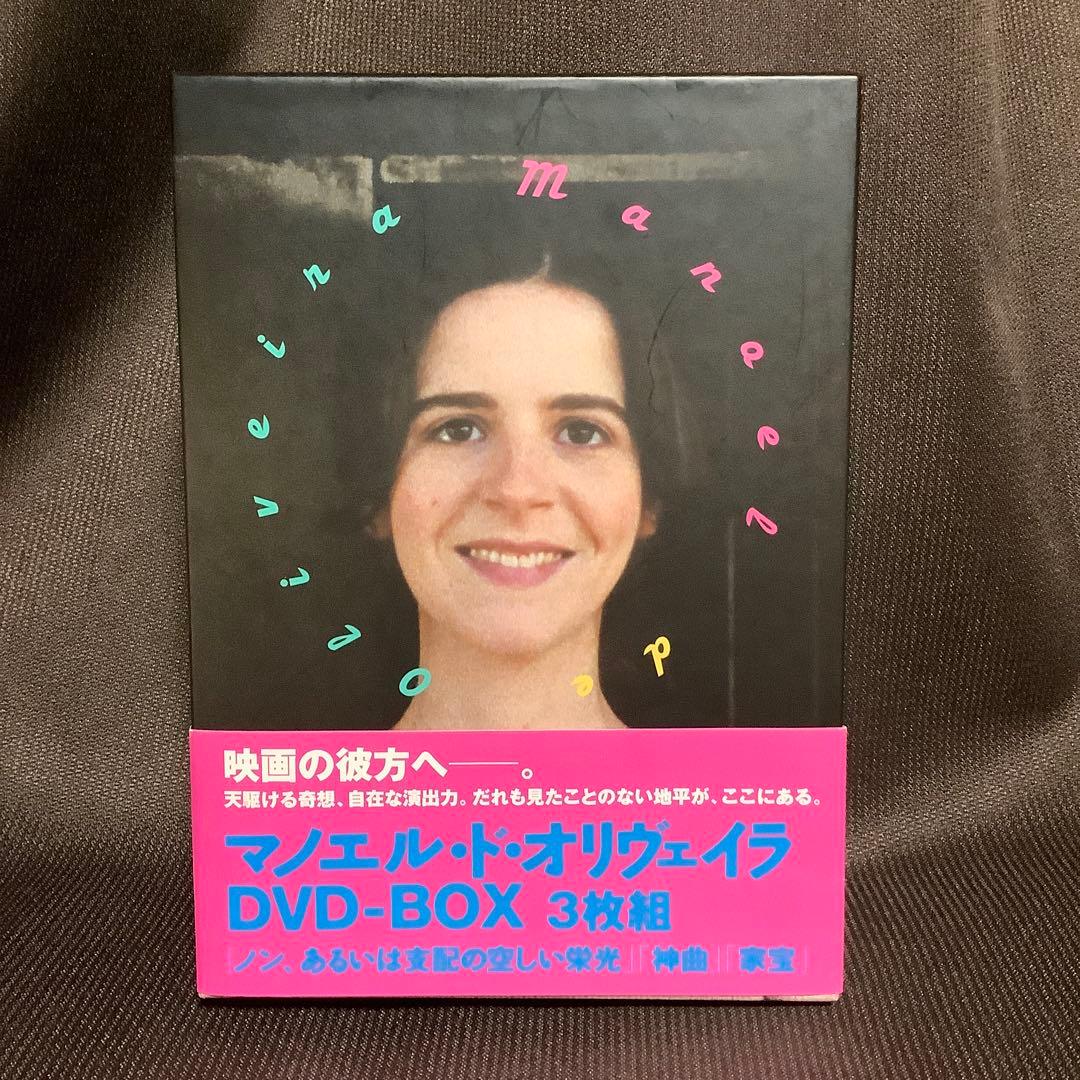 manoel
de
Oliveira
映画の彼方へ――。
天駆ける奇想、自在な演出力。だれも見たことのない地平が、ここにある。
マノエル・ド・オリヴェイラ
DVD-BOX 3枚組
「ノン、あるいは支配の空しい栄光」「神曲」「家宝」